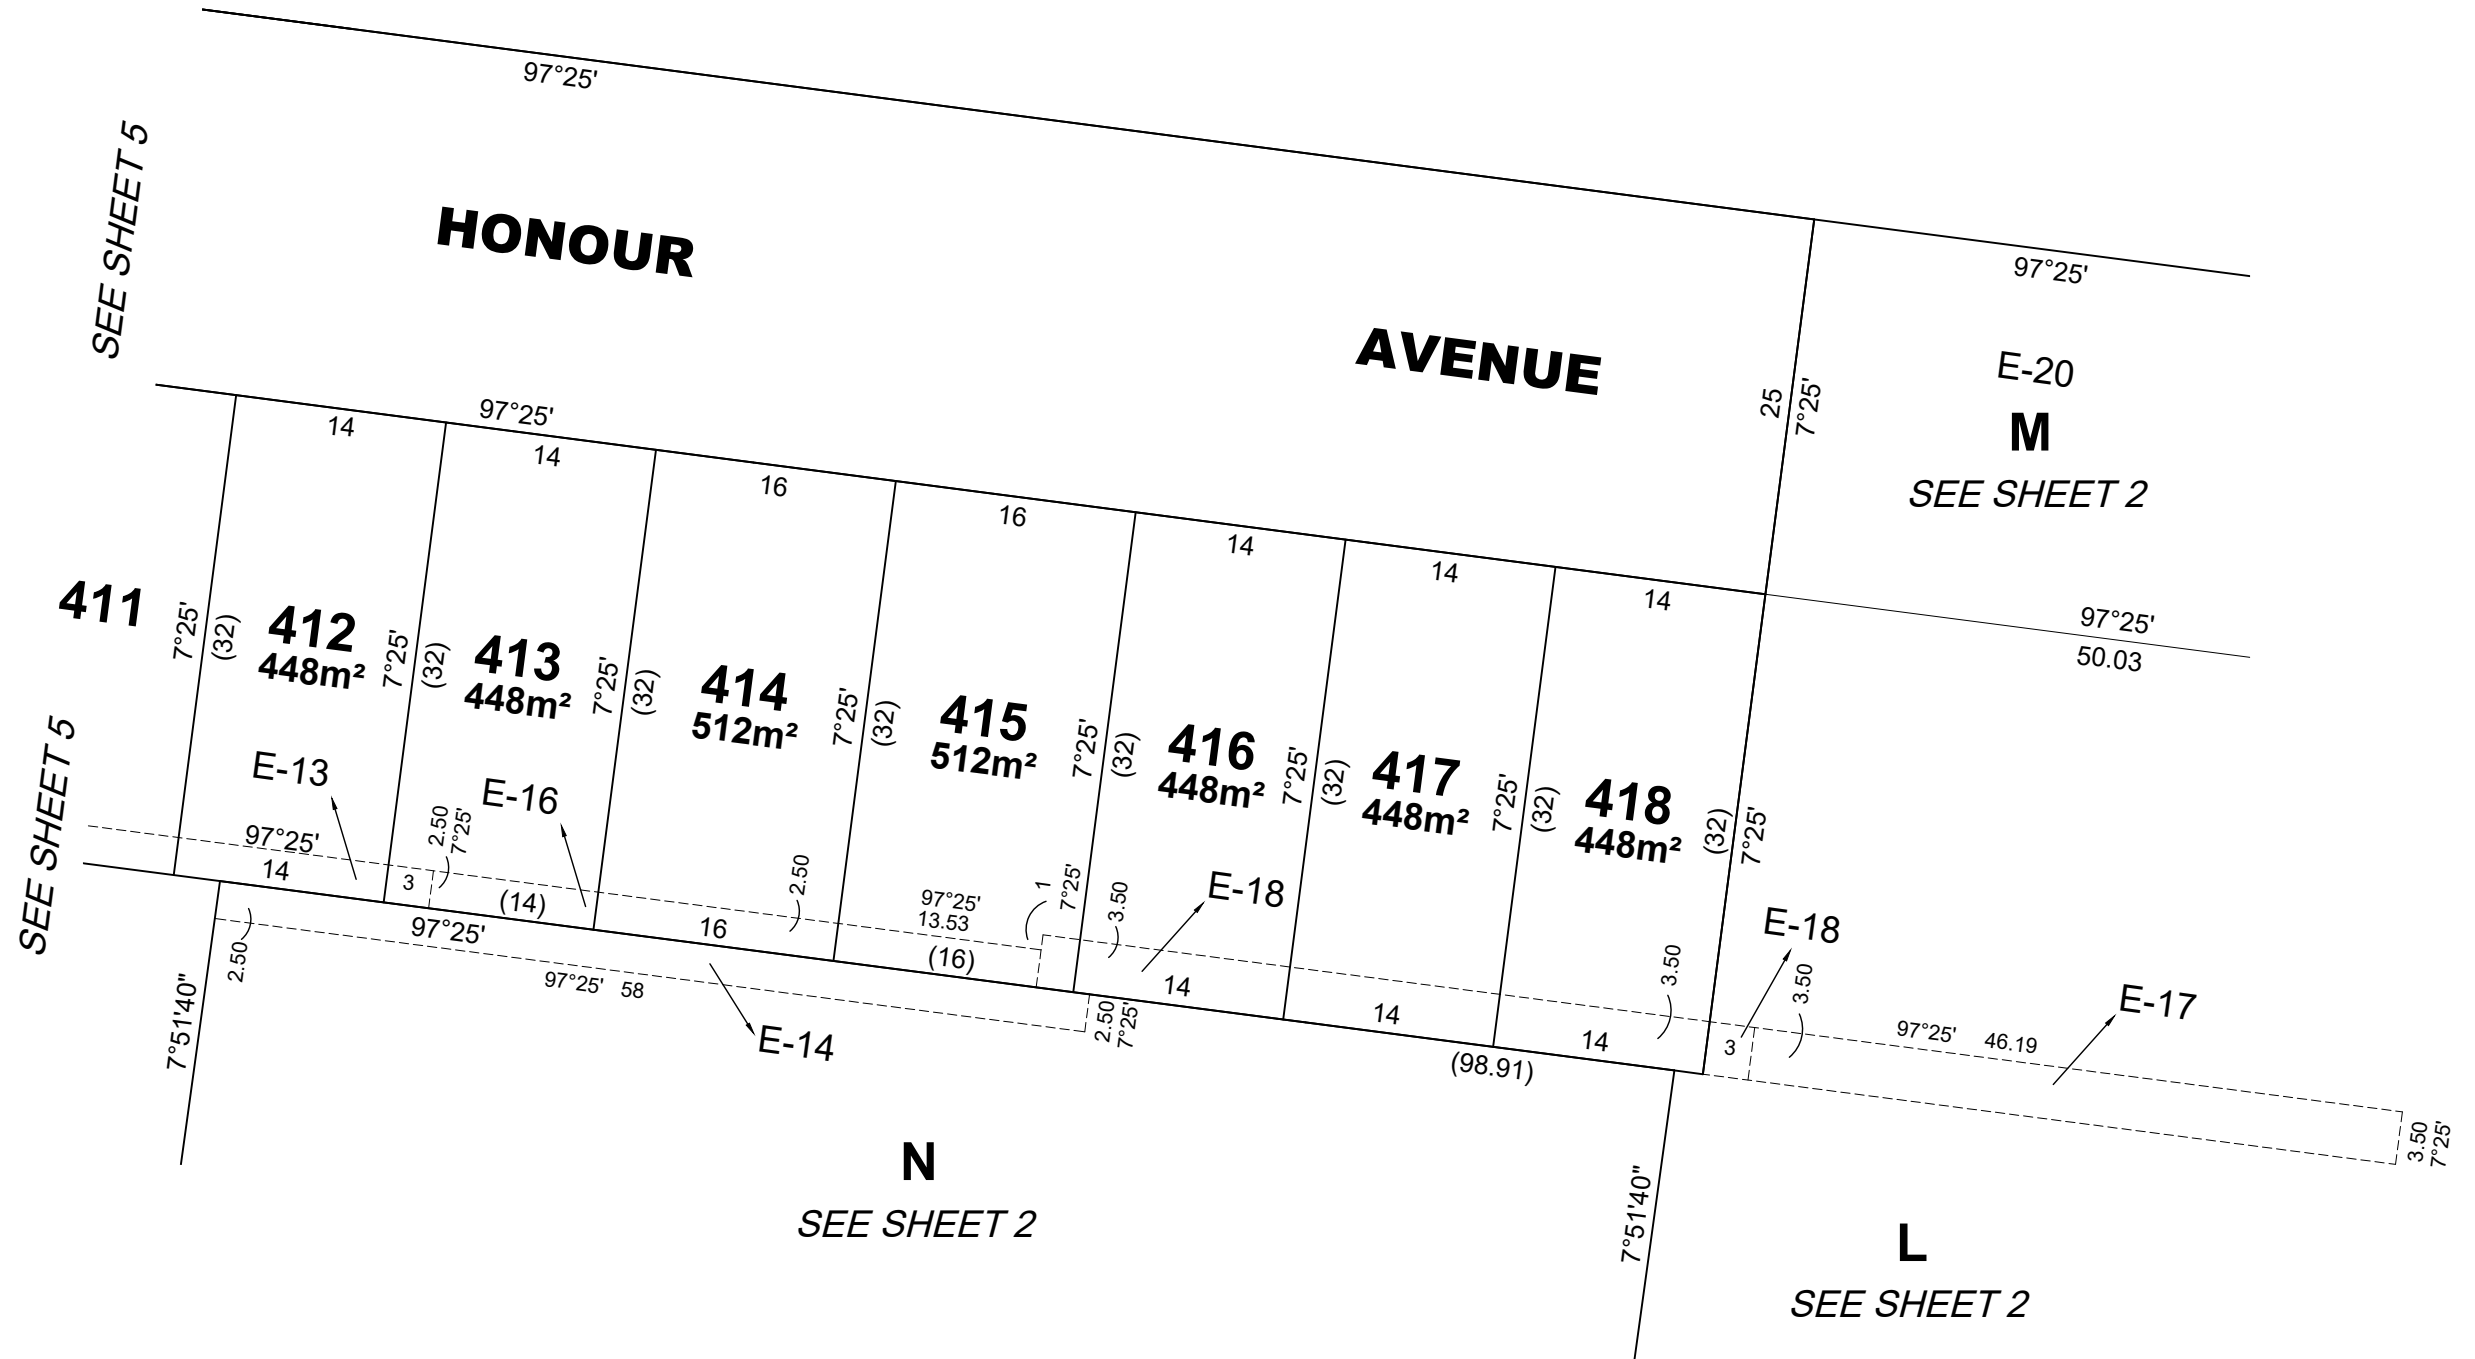 97°25'
SEE SHEET 5
HONOUR
AVENUE
97°25'
25
7°25'
E-20
M
SEE SHEET 2
97°25'
14
14
16
16
14
14
14
97°25'
50.03
411
7°25'
(32)
412
448m²
7°25'
(32)
413
448m²
7°25'
(32)
414
512m²
7°25'
(32)
415
512m²
7°25'
(32)
416
448m²
7°25'
(32)
417
448m²
7°25'
(32)
418
448m²
(32)
7°25'
SEE SHEET 5
E-13
97°25'
14
3
2.50
7°25'
E-16
(14)
97°25'
16
2.50
97°25'
13.53
(16)
1
7°25'
3.50
E-18
14
14
14
3.50
(98.91)
E-18
3
3.50
97°25' 46.19
E-17
3.50
7°25'
2.50
97°25' 58
2.50
7°25'
E-14
7°51'40"
N
SEE SHEET 2
7°51'40"
L
SEE SHEET 2